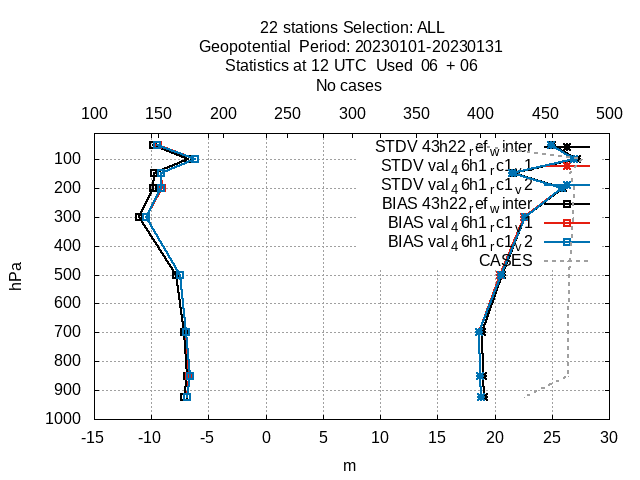 22 stations Selection: ALL
Geopotential  Period: 20230101-20230131
Statistics at 12 UTC  Used  06  + 06
No cases
100 150 200 250 300 350 400 450 500
STDV 43h22_ref_winter
STDV val_46h1_rc1_v1
STDV val_46h1_rc1_v2
BIAS 43h22_ref_winter
BIAS val_46h1_rc1_v1
BIAS val_46h1_rc1_v2
CASES
hPa
100
200
300
400
500
600
700
800
900
1000
-15 -10 -5 0 5 10 15 20 25 30
m